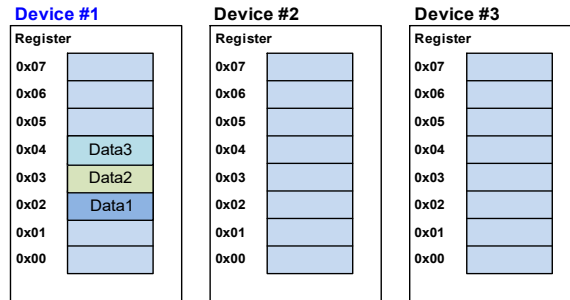 Device #1
Register
0x07
0x06
0x05
0x04 Data3
0x03 Data2
0x02 Data1
0x01
0x00
Device #2
Register
0x07
0x06
0x05
0x04
0x03
0x02
0x01
0x00
Device #3
Register
0x07
0x06
0x05
0x04
0x03
0x02
0x01
0x00